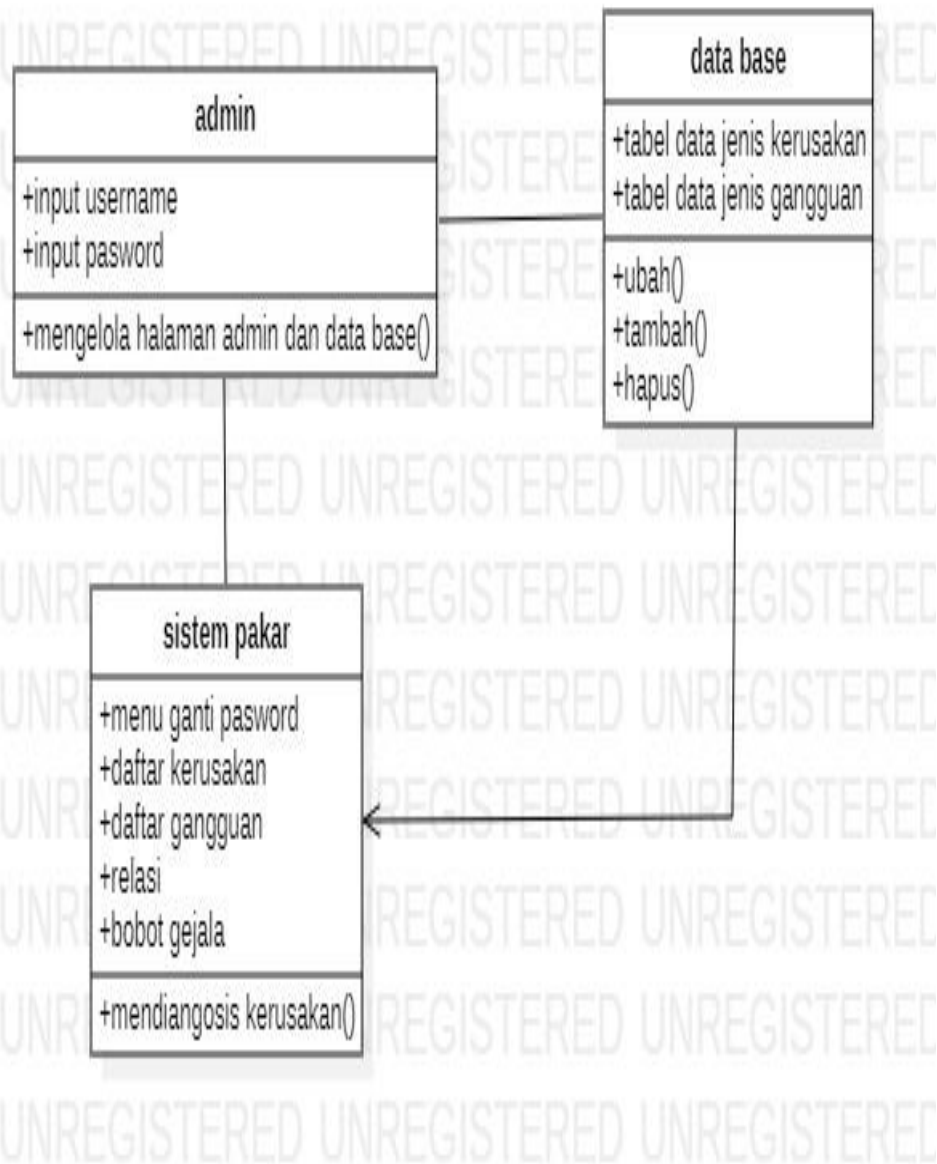 admin
+input username
+input pasword
+mengelola halaman admin dan data base()
data base
+tabel data jenis kerusakan
+tabel data jenis gangguan
+ubah()
+tambah()
+hapus()
sistem pakar
+menu ganti pasword
+daftar kerusakan
+daftar gangguan
+relasi
+bobot gejala
+mendiangosis kerusakan()
UNREGISTERED UNREGISTERED UNREGISTERED